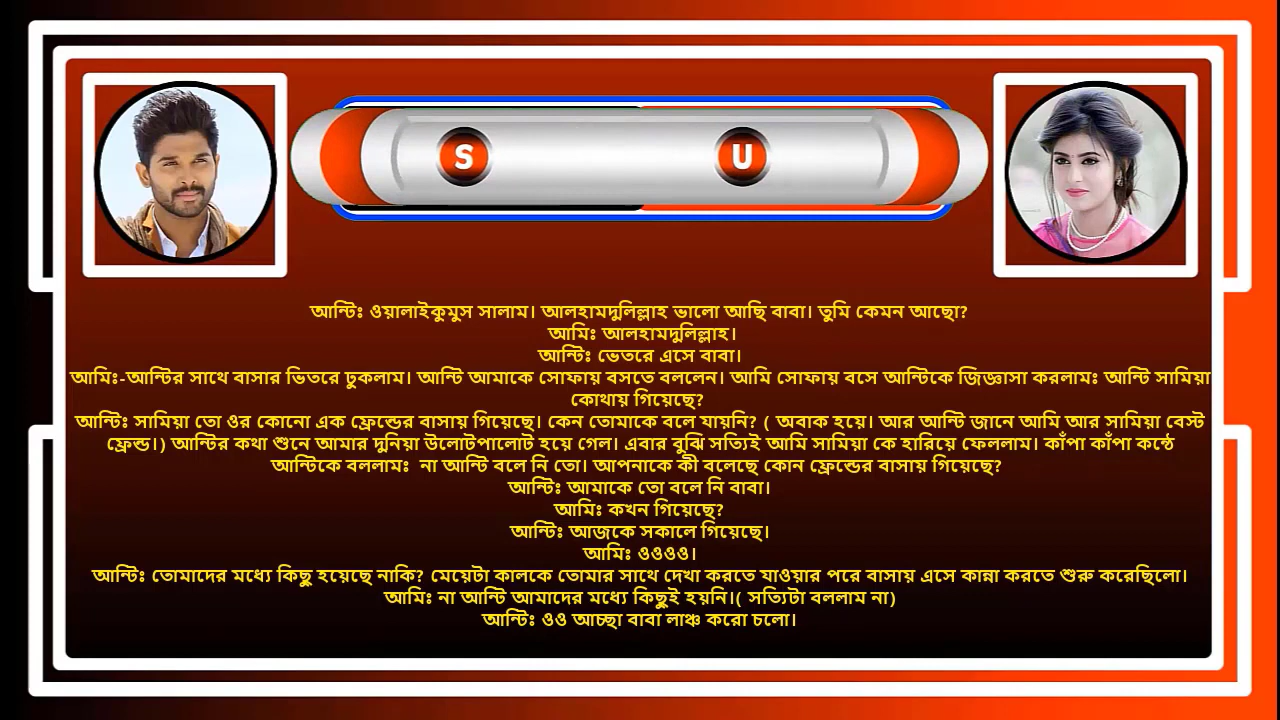 S U
আন্টিঃ ওয়ালাইকুমুস সালাম। আলহামদুলিল্লাহ ভালো আছি বাবা। তুমি কেমন আছো?
আমিঃ আলহামদুলিল্লাহ।
আন্টিঃ ভেতরে এসে বাবা।
আমিঃ-আন্টির সাথে বাসার ভিতরে ঢুকলাম। আন্টি আমাকে সোফায় বসতে বললেন। আমি সোফায় বসে আন্টিকে জিজ্ঞাসা করলামঃ আন্টি সামিয়া
কোথায় গিয়েছে?
আন্টিঃ সামিয়া তো ওর কোনো এক ফ্রেন্ডের বাসায় গিয়েছে। কেন তোমাকে বলে যায়নি? ( অবাক হয়ে। আর আন্টি জানে আমি আর সামিয়া বেস্ট
ফ্রেন্ড।) আন্টির কথা শুনে আমার দুনিয়া উলোটপালোট হয়ে গেল। এবার বুঝি সত্যিই আমি সামিয়া কে হারিয়ে ফেললাম। কাঁপা কাঁপা কন্ঠে
আন্টিকে বললামঃ না আন্টি বলে নি তো। আপনাকে কী বলেছে কোন ফ্রেন্ডের বাসায় গিয়েছে?
আন্টিঃ আমাকে তো বলে নি বাবা।
আমিঃ কখন গিয়েছে?
আন্টিঃ আজকে সকালে গিয়েছে।
আমিঃ ওওওও।
আন্টিঃ তোমাদের মধ্যে কিছু হয়েছে নাকি? মেয়েটা কালকে তোমার সাথে দেখা করতে যাওয়ার পরে বাসায় এসে কান্না করতে শুরু করেছিলো।
আমিঃ না আন্টি আমাদের মধ্যে কিছুই হয়নি।( সত্যিটা বললাম না)
আন্টিঃ ওও আচ্ছা বাবা লাঞ্চ করো চলো।